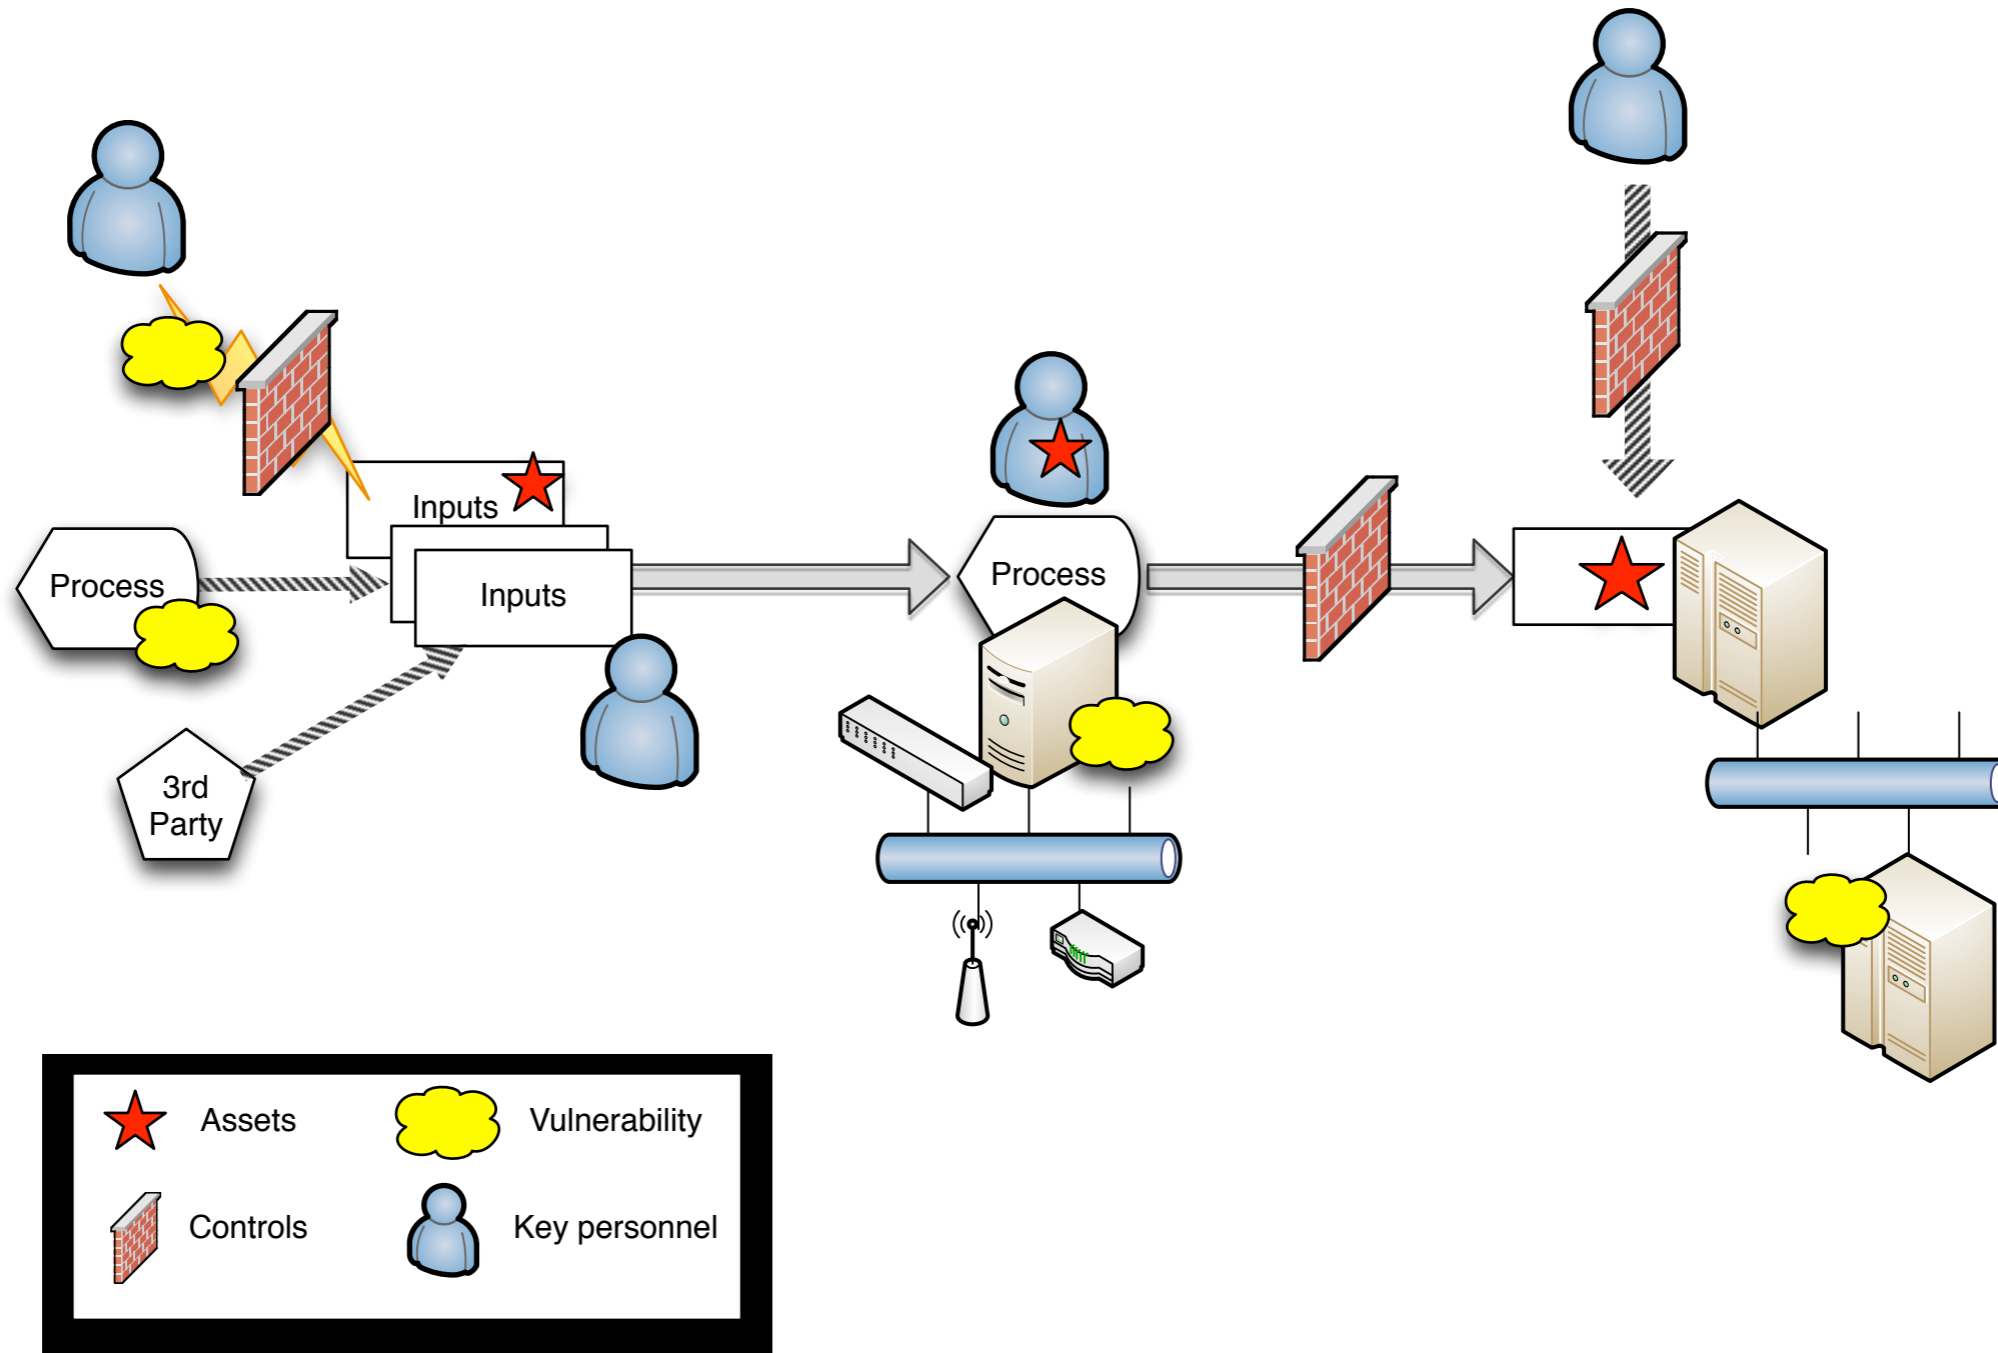 Inputs
Process
Inputs
Process
3rd
Party
Assets
Vulnerability
Controls
Key personnel